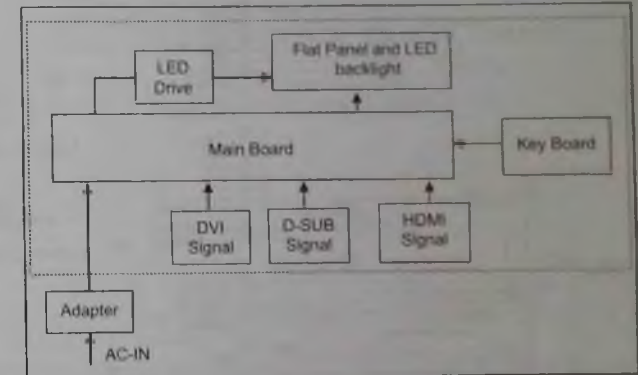 Flat Panel and LED
backlight
LED
Drive
Main Board
Key Board
DVI
Signal
D-SUB
Signal
HDMI
Signal
Adapter
AC-IN